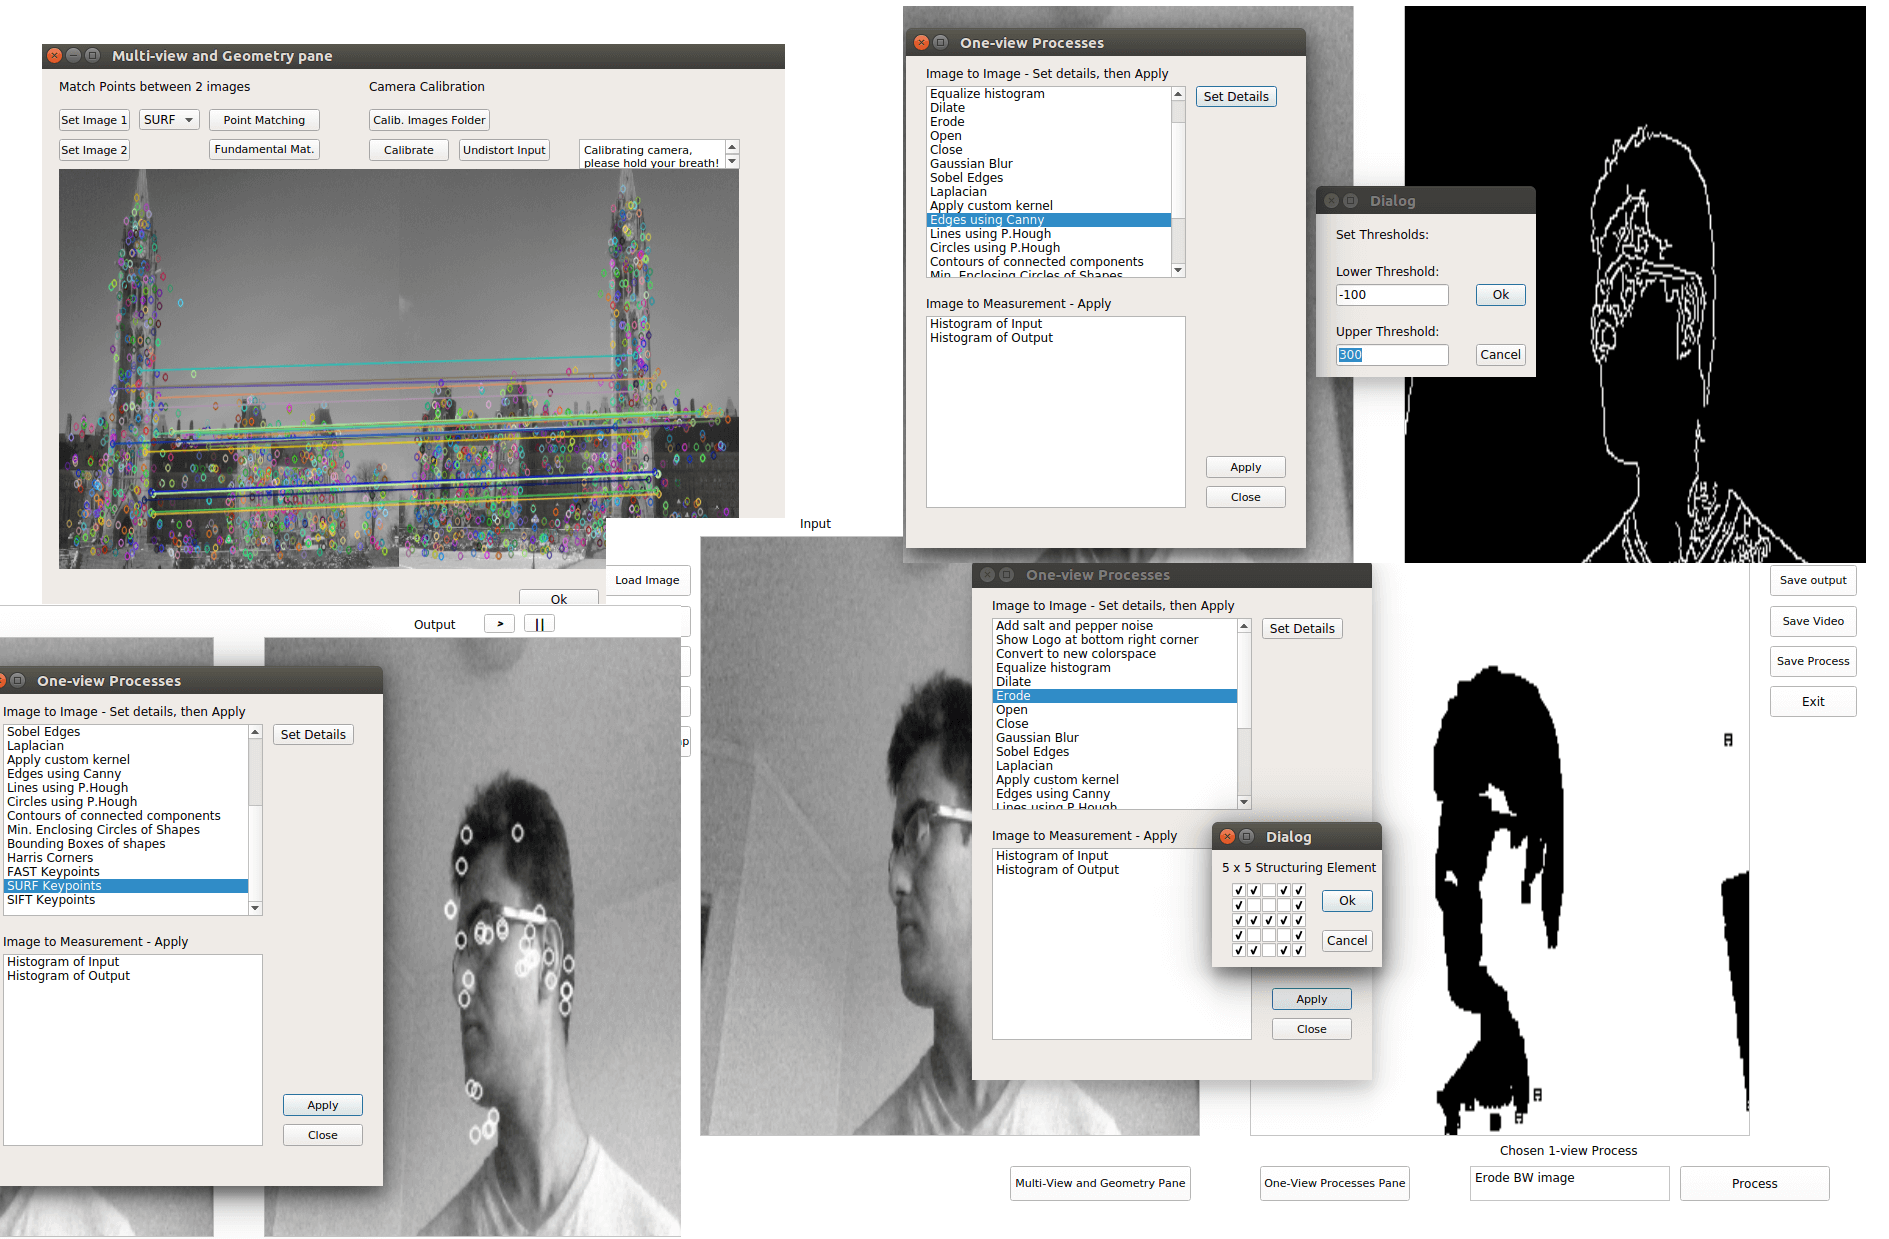 Multi-view and Geometry pane
Match Points between 2 images
Camera Calibration
Set Image 1
SURF
Point Matching
Calib. Images Folder
Set Image 2
Fundamental Mat.
Calibrate
Undistort Input
Calibrating camera,
please hold your breath!
Ok
One-view Processes
Image to Image - Set details, then Apply
Equalize histogram
Dilate
Erode
Open
Close
Gaussian Blur
Sobel Edges
Laplacian
Apply custom kernel
Edges using Canny
Lines using P.Hough
Circles using P.Hough
Contours of connected components
Min. Enclosing Circles of Shapes
Set Details
Image to Measurement - Apply
Histogram of Input
Histogram of Output
Apply
Close
Dialog
Set Thresholds:
Lower Threshold:
-100
Ok
Upper Threshold:
300
Cancel
Input
Load Image
Output
>
||
One-view Processes
Image to Image - Set details, then Apply
Sobel Edges
Laplacian
Apply custom kernel
Edges using Canny
Lines using P.Hough
Circles using P.Hough
Contours of connected components
Min. Enclosing Circles of Shapes
Bounding Boxes of shapes
Harris Corners
FAST Keypoints
SURF Keypoints
SIFT Keypoints
Set Details
Image to Measurement - Apply
Histogram of Input
Histogram of Output
Apply
Close
One-view Processes
Image to Image - Set details, then Apply
Add salt and pepper noise
Show Logo at bottom right corner
Convert to new colorspace
Equalize histogram
Dilate
Erode
Open
Close
Gaussian Blur
Sobel Edges
Laplacian
Apply custom kernel
Edges using Canny
Lines using P.Hough
Set Details
Image to Measurement - Apply
Histogram of Input
Histogram of Output
Apply
Close
Dialog
5 x 5 Structuring Element
Ok
Cancel
Save output
Save Video
Save Process
Exit
Chosen 1-view Process
Multi-View and Geometry Pane
One-View Processes Pane
Erode BW image
Process